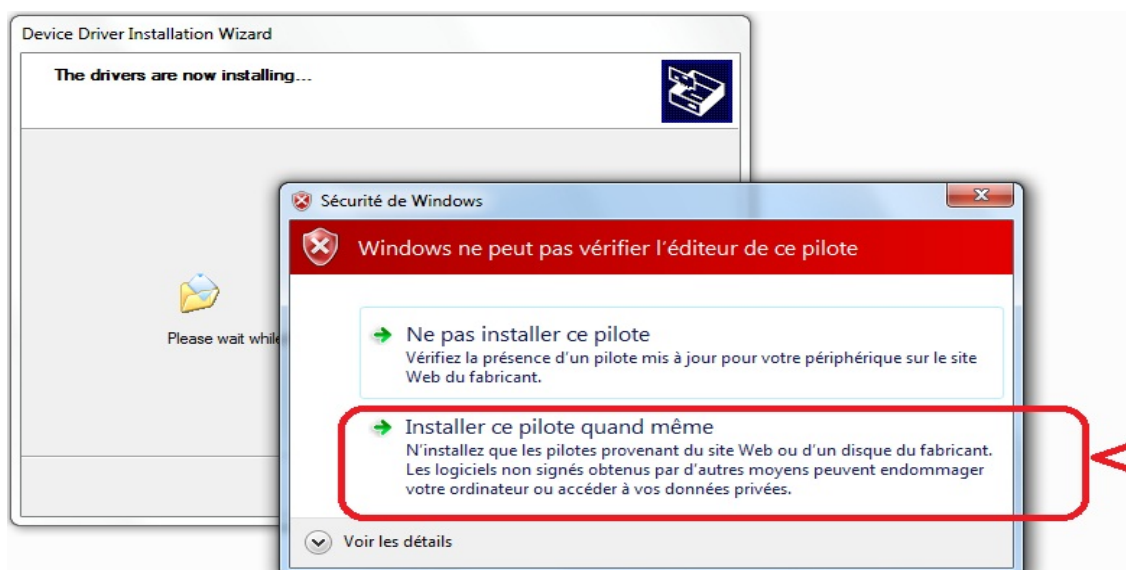 Device Driver Installation Wizard
The drivers are now installing...
Please wait while
Sécurité de Windows
Windows ne peut pas vérifier l'éditeur de ce pilote
Ne pas installer ce pilote
Vérifiez la présence d'un pilote mis à jour pour votre périphérique sur le site
Web du fabricant.
Installer ce pilote quand même
N'installez que les pilotes provenant du site Web ou d'un disque du fabricant.
Les logiciels non signés obtenus par d'autres moyens peuvent endommager
votre ordinateur ou accéder à vos données privées.
Voir les détails